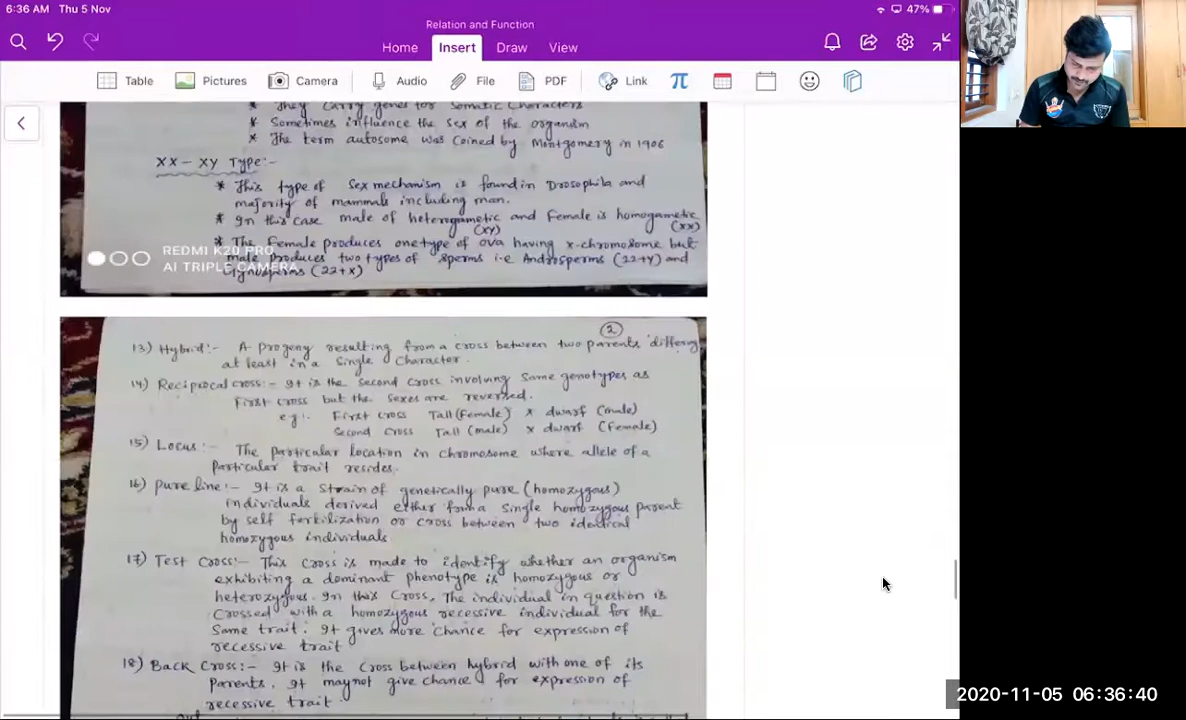 6:36 AM Thu 5 Nov
47%
Relation and Function
Home Insert Draw View
Table Pictures Camera Audio File PDF Link
* They carry genes for Somatic Characters
* Sometimes influence the sex of the organism
* The term autosome was coined by Montgomery in 1906
XX - XY Type:-
* This type of Sex mechanism is found in Drosophila and
majority of mammals including man.
* In this case male of heterogametic and Female is homogametic
(XY) (XX)
* The Female produces one type of ova having x-chromosome but
male produces two types of sperms i.e Androsperms (22+y) and
Gynosperms (22+x)
REDMI K20 PRO
AI TRIPLE CAMERA
2
13) Hybrid:- A progeny resulting from a cross between two parents differing
at least in a Single Character.
14) Reciprocal cross:- It is the second cross involving same genotypes as
First cross but the sexes are reversed.
eg:- First cross Tall (Female) x dwarf (male)
Second cross Tall (male) x dwarf (Female)
15) Locus:- The particular location in chromosome where allele of a
particular trait resides.
16) Pure line:- It is a strain of genetically pure (homozygous)
individuals derived either from a single homozygous parent
by self fertilization or cross between two identical
homozygous individuals.
17) Test Cross:- This cross is made to identify whether an organism
exhibiting a dominant phenotype is homozygous or
heterozygous. In this cross, The individual in question is
crossed with a homozygous recessive individual for the
Same trait. It gives more chance for expression of
recessive trait
18) Back Cross:- It is the cross between hybrid with one of its
parents. It may not give chance for expression of
recessive trait.
2020-11-05 06:36:40